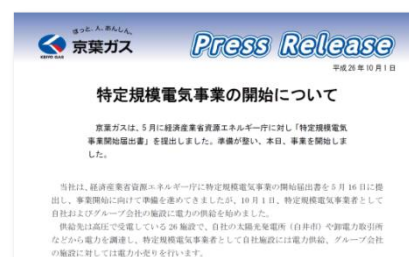 ほっと、人、あんしん。
京葉ガス
KEIYO GAS
Press Release
平成26年10月1日
特定規模電気事業の開始について
京葉ガスは、5月に経済産業省資源エネルギー庁に対し「特定規模電気
事業開始届出書」を提出しました。準備が整い、本日、事業を開始しま
した。
当社は、経済産業省資源エネルギー庁に特定規模電気事業の開始届出書を5月16日に提
出し、事業開始に向けて準備を進めてきましたが、10月1日、特定規模電気事業者として
自社およびグループ会社の施設に電力の供給を始めました。
供給先は高圧で受電している26施設で、自社の太陽光発電所（白井市）や卸電力取引所
などから電力を調達し、特定規模電気事業者として自社施設には電力供給、グループ会社
の施設に対しては電力小売りを行います。